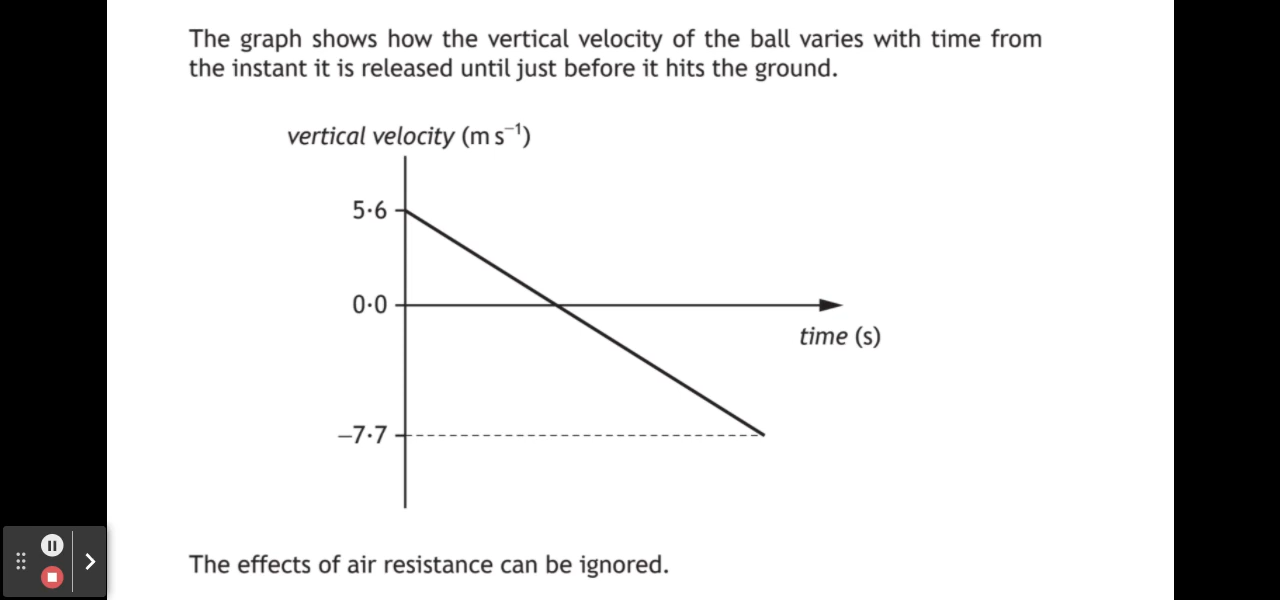 The graph shows how the vertical velocity of the ball varies with time from
the instant it is released until just before it hits the ground.
vertical velocity (m s⁻¹)
5·6
0·0
time (s)
–7·7
The effects of air resistance can be ignored.